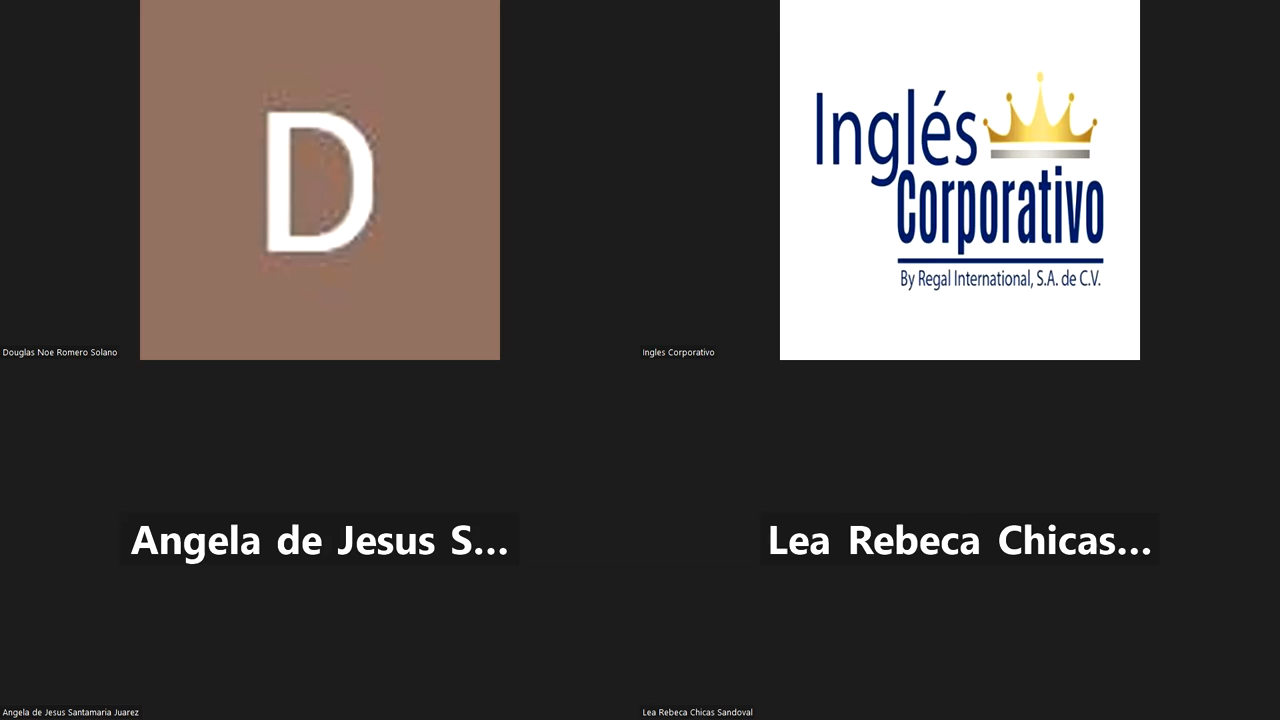 D
Inglés
Corporativo
By Regal International, S.A. de C.V.
Douglas Noe Romero Solano
Ingles Corporativo
Angela de Jesus S...
Lea Rebeca Chicas...
Angela de Jesus Santamaria Juarez
Lea Rebeca Chicas Sandoval